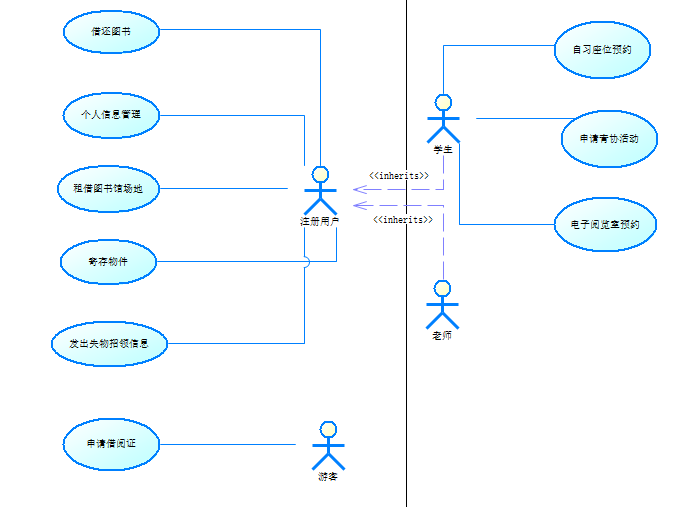 借还图书
自习座位预约
个人信息管理
申请青协活动
学生
<<inherits>>
租借图书馆场地
<<inherits>>
注册用户
电子阅览室预约
寄存物件
老师
发出失物招领信息
申请借阅证
游客